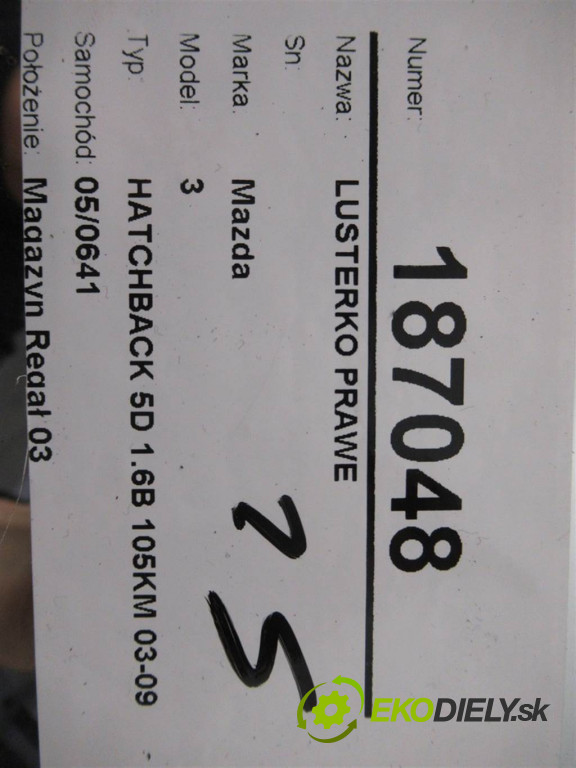 Numer: 187048
Nazwa: LUSTERKO PRAWE
Sn:
Marka: Mazda
Model: 3
Typ: HATCHBACK 5D 1.6B 105KM 03-09
Samochód: 05/0641
Położenie: Magazyn Regał 03
EKODIELY.sk